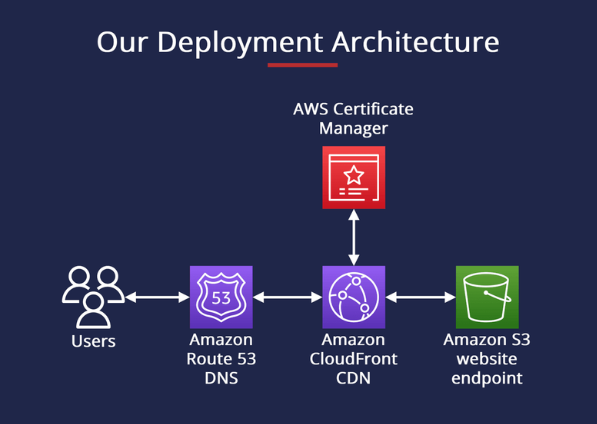 Our Deployment Architecture
AWS Certificate
Manager
53
Users
Amazon
Route 53
DNS
Amazon
CloudFront
CDN
Amazon S3
website
endpoint